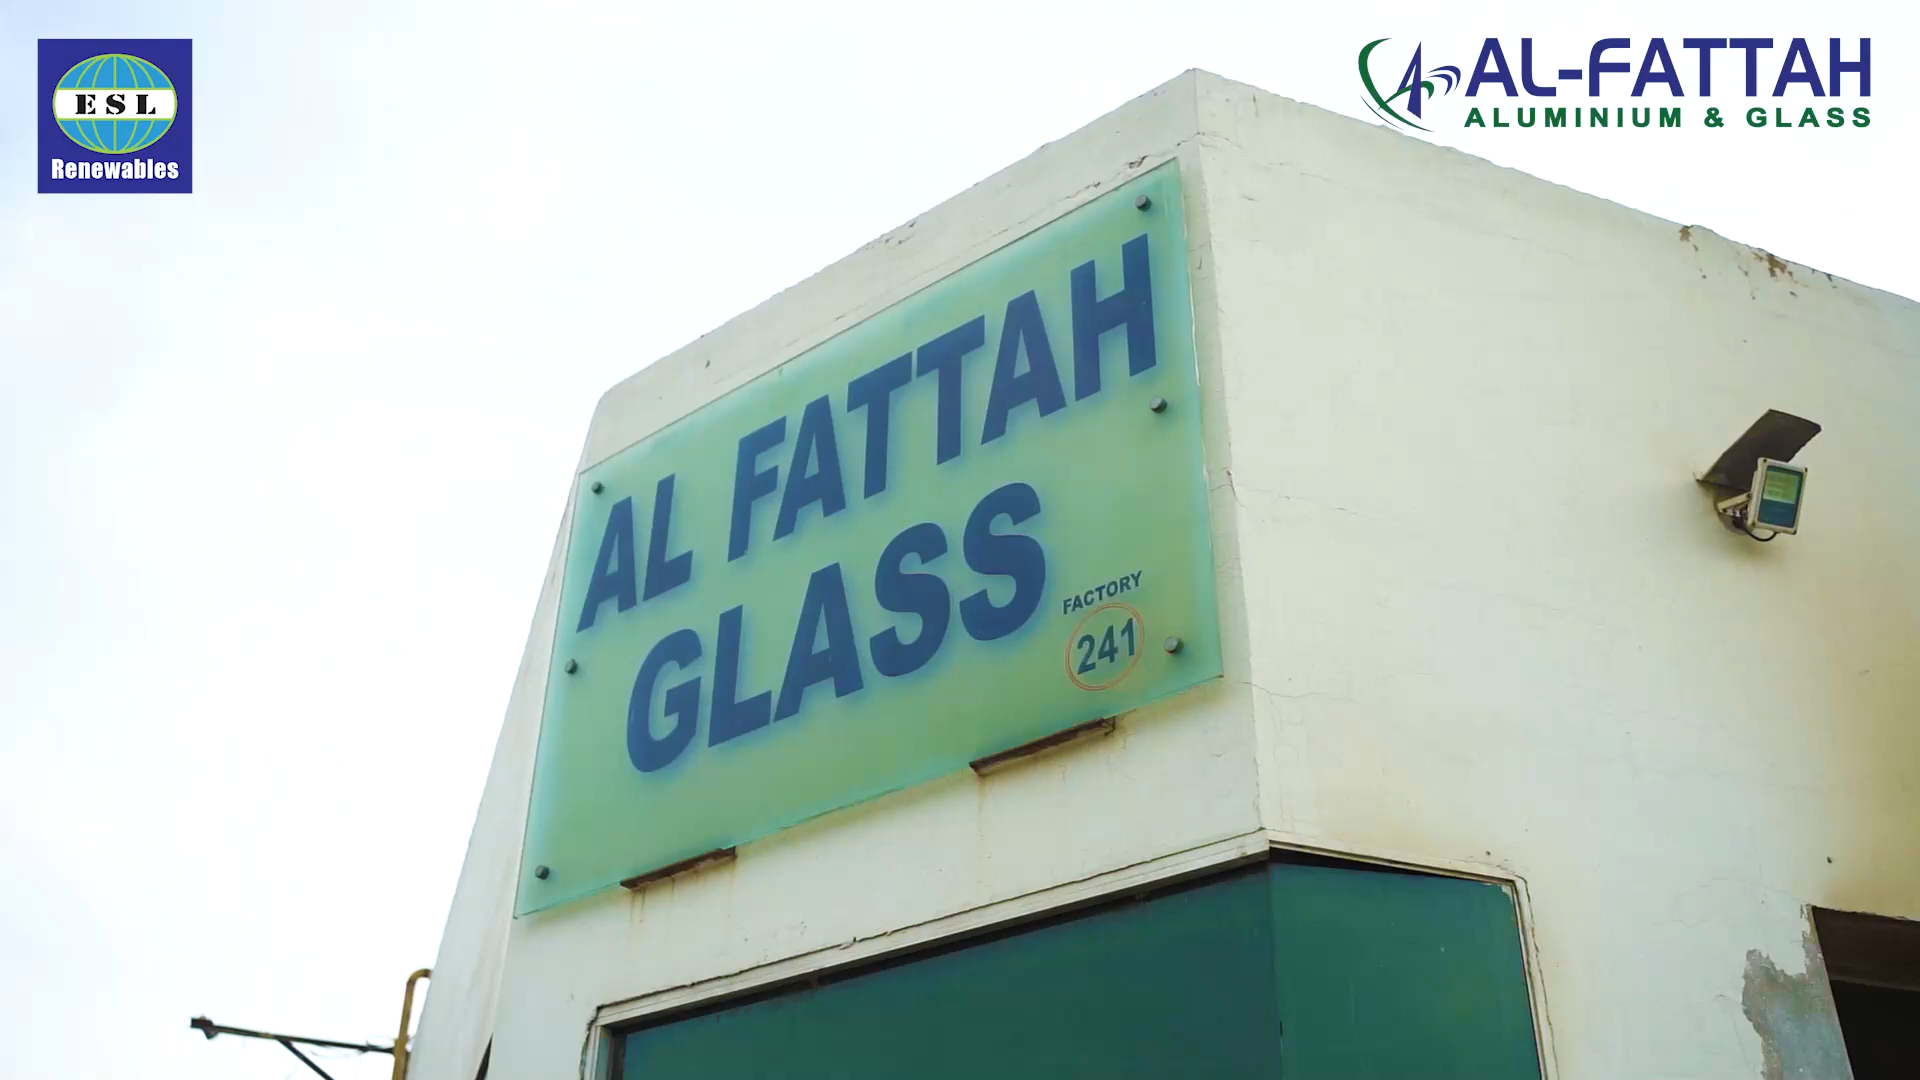 ESL
Renewables
AL-FATTAH
ALUMINIUM & GLASS
AL FATTAH
GLASS
FACTORY
241